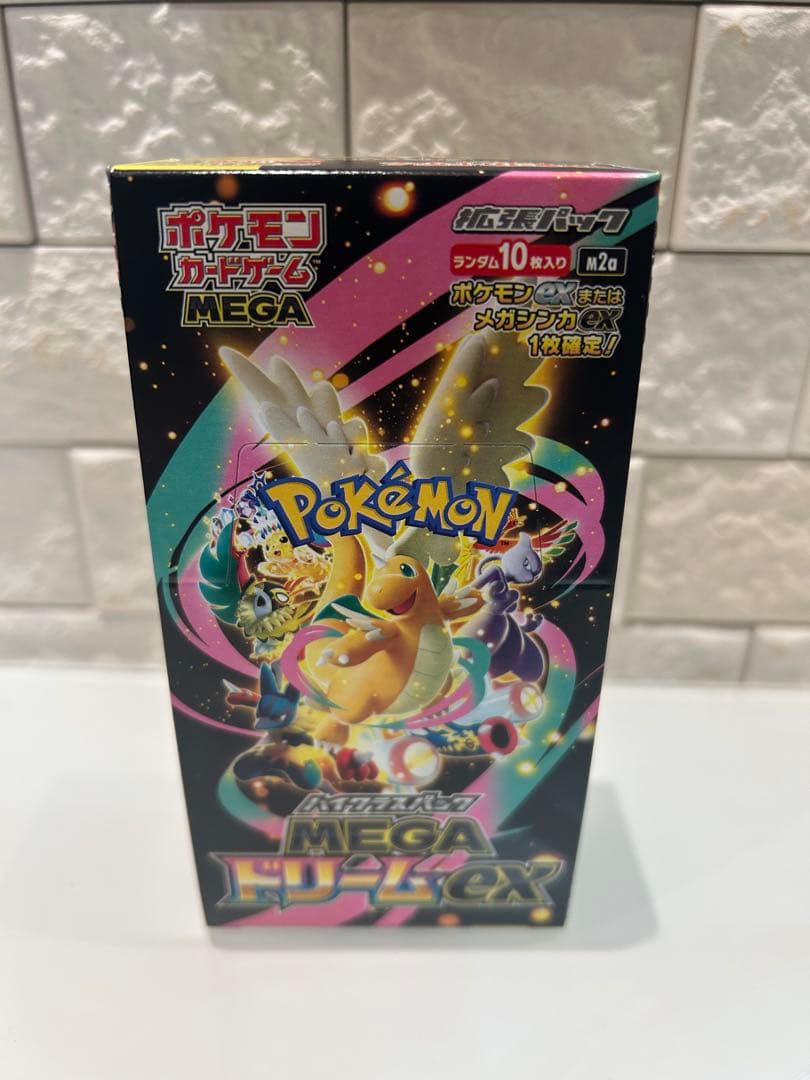 ポケモン
カードゲーム™
MEGA
拡張パック
ランダム10枚入り
M2a
ポケモンexまたは
メガシンカex
1枚確定！
POKéMON™
ハイクラスパック
MEGA
ドリームex